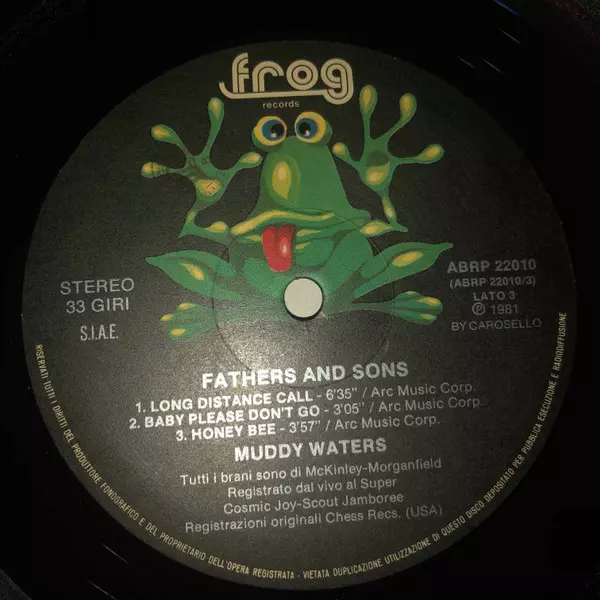 frog
records
STEREO
33 GIRI
S.I.A.E.
ABRP 22010
(ABRP 22010/3)
LATO 3
Ⓟ 1981
BY CAROSELLO
FATHERS AND SONS
1. LONG DISTANCE CALL - 6'35" / Arc Music Corp.
2. BABY PLEASE DON'T GO - 3'05" / Arc Music Corp.
3. HONEY BEE - 3'57" / Arc Music Corp.
MUDDY WATERS
Tutti i brani sono di McKinley-Morganfield
Registrato dal vivo al Super
Cosmic Joy-Scout Jamboree
Registrazioni originali Chess Recs. (USA)
RISERVATI TUTTI I DIRITTI DEL PRODUTTORE FONOGRAFICO E DEL PROPRIETARIO DELL'OPERA REGISTRATA - VIETATA DUPLICAZIONE UTILIZZAZIONE DI QUESTO DISCO DEPOSITATO PER PUBBLICA ESECUZIONE E RADIODIFFUSIONE